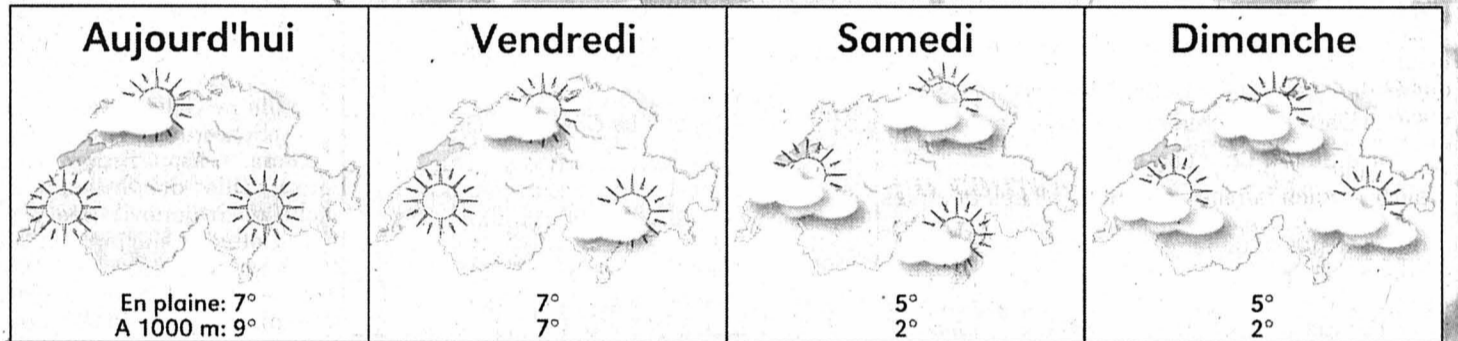 Aujourd'hui
En plaine: 7°
A 1000 m: 9°
Vendredi
7°
7°
Samedi
5°
2°
Dimanche
5°
2°